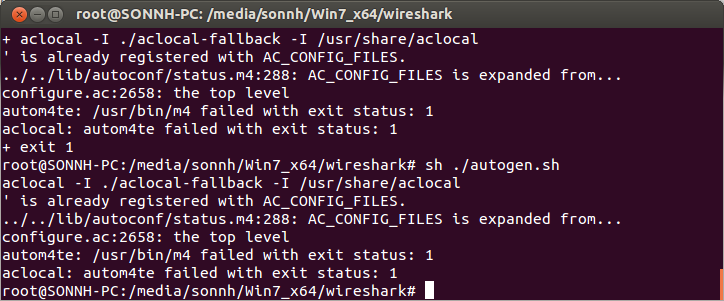 root@SONNH-PC: /media/sonnh/Win7_x64/wireshark
+ aclocal -I ./aclocal-fallback -I /usr/share/aclocal
' is already registered with AC_CONFIG_FILES.
../../lib/autoconf/status.m4:288: AC_CONFIG_FILES is expanded from...
configure.ac:2658: the top level
autom4te: /usr/bin/m4 failed with exit status: 1
aclocal: autom4te failed with exit status: 1
+ exit 1
root@SONNH-PC:/media/sonnh/Win7_x64/wireshark# sh ./autogen.sh
aclocal -I ./aclocal-fallback -I /usr/share/aclocal
' is already registered with AC_CONFIG_FILES.
../../lib/autoconf/status.m4:288: AC_CONFIG_FILES is expanded from...
configure.ac:2658: the top level
autom4te: /usr/bin/m4 failed with exit status: 1
aclocal: autom4te failed with exit status: 1
root@SONNH-PC:/media/sonnh/Win7_x64/wireshark#